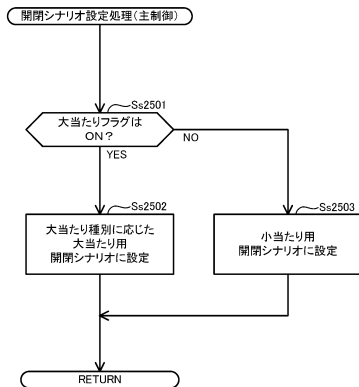 開閉シナリオ設定処理(主制御)
Ss2501
大当たりフラグは
ON?
NO
YES
Ss2502
大当たり種別に応じた
大当たり用
開閉シナリオに設定
Ss2503
小当たり用
開閉シナリオに設定
RETURN